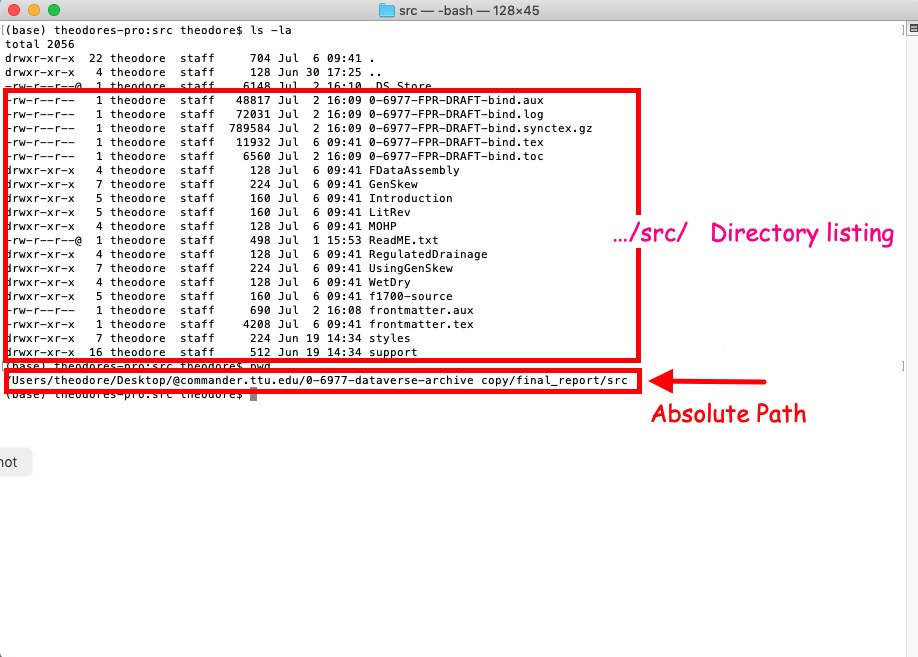 src — -bash — 128×45
(base) theodores-pro:src theodore$ ls -la
total 2056
drwxr-xr-x  22 theodore  staff     704 Jul  6 09:41 .
drwxr-xr-x   4 theodore  staff     128 Jun 30 17:25 ..
-rw-r--r--@  1 theodore  staff    6148 Jul  2 16:10 .DS_Store
-rw-r--r--   1 theodore  staff   48817 Jul  2 16:09 0-6977-FPR-DRAFT-bind.aux
-rw-r--r--   1 theodore  staff   72031 Jul  2 16:09 0-6977-FPR-DRAFT-bind.log
-rw-r--r--   1 theodore  staff  789584 Jul  2 16:09 0-6977-FPR-DRAFT-bind.synctex.gz
-rw-r--r--   1 theodore  staff   11932 Jul  6 09:41 0-6977-FPR-DRAFT-bind.tex
-rw-r--r--   1 theodore  staff    6560 Jul  2 16:09 0-6977-FPR-DRAFT-bind.toc
drwxr-xr-x   4 theodore  staff     128 Jul  6 09:41 FDataAssembly
drwxr-xr-x   7 theodore  staff     224 Jul  6 09:41 GenSkew
drwxr-xr-x   5 theodore  staff     160 Jul  6 09:41 Introduction
drwxr-xr-x   5 theodore  staff     160 Jul  6 09:41 LitRev
drwxr-xr-x   4 theodore  staff     128 Jul  6 09:41 MOHP
-rw-r--r--@  1 theodore  staff     498 Jul  1 15:53 ReadME.txt
drwxr-xr-x   4 theodore  staff     128 Jul  6 09:41 RegulatedDrainage
drwxr-xr-x   7 theodore  staff     224 Jul  6 09:41 UsingGenSkew
drwxr-xr-x   4 theodore  staff     128 Jul  6 09:41 WetDry
drwxr-xr-x   5 theodore  staff     160 Jul  6 09:41 f1700-source
-rw-r--r--   1 theodore  staff     690 Jul  2 16:08 frontmatter.aux
-rwxr-xr-x   1 theodore  staff    4208 Jul  6 09:41 frontmatter.tex
drwxr-xr-x   7 theodore  staff     224 Jun 19 14:34 styles
drwxr-xr-x  16 theodore  staff     512 Jun 19 14:34 support
.../src/   Directory listing
(base) theodores-pro:src theodore$ pwd
/Users/theodore/Desktop/@commander.ttu.edu/0-6977-dataverse-archive copy/final_report/src
(base) theodores-pro:src theodore$
Absolute Path